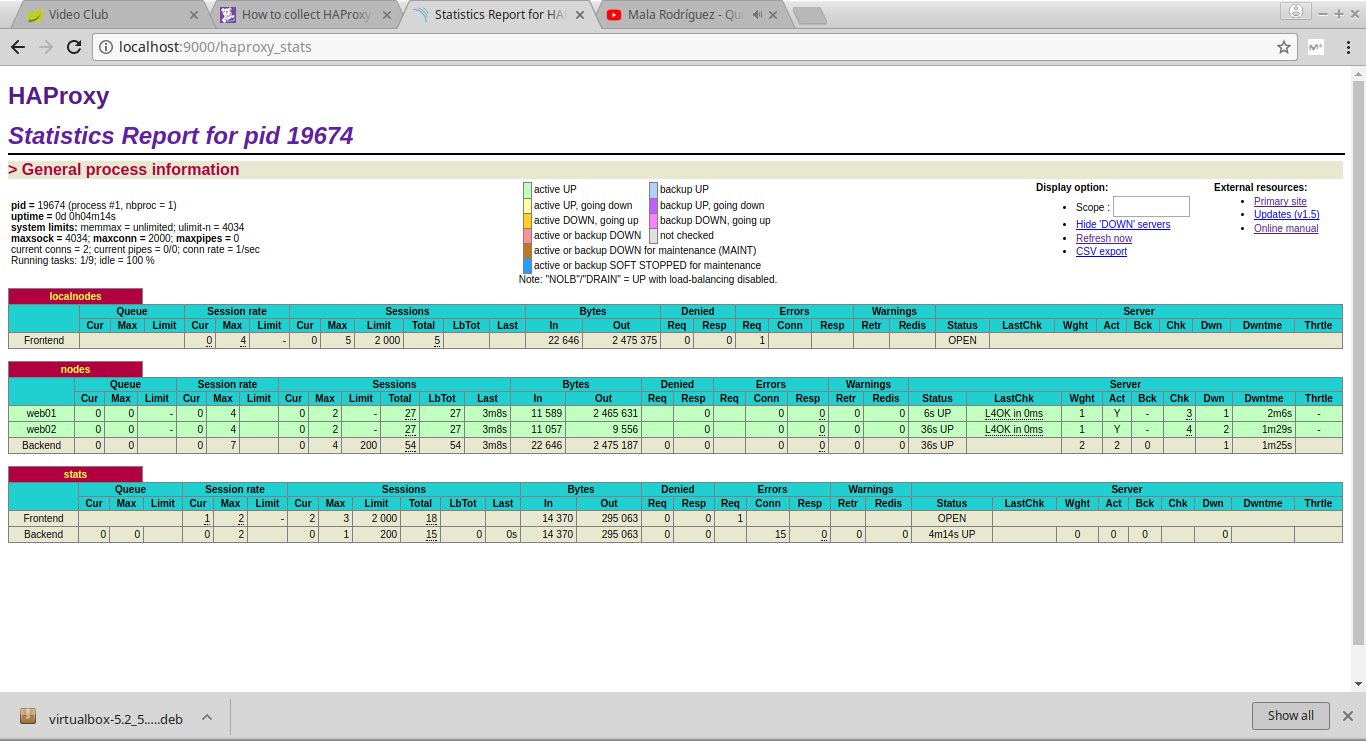 Video Club
How to collect HAProxy
Statistics Report for HA
Mala Rodríguez - Qu
localhost:9000/haproxy_stats
HAProxy
Statistics Report for pid 19674
> General process information
pid = 19674 (process #1, nbproc = 1)
uptime = 0d 0h04m14s
system limits: memmax = unlimited; ulimit-n = 4034
maxsock = 4034; maxconn = 2000; maxpipes = 0
current conns = 2; current pipes = 0/0; conn rate = 1/sec
Running tasks: 1/9; idle = 100 %
active UP backup UP
active UP, going down backup UP, going down
active DOWN, going up backup DOWN, going up
active or backup DOWN not checked
active or backup DOWN for maintenance (MAINT)
active or backup SOFT STOPPED for maintenance
Note: "NOLB"/"DRAIN" = UP with load-balancing disabled.
Display option:
• Scope :
• Hide 'DOWN' servers
• Refresh now
• CSV export
External resources:
• Primary site
• Updates (v1.5)
• Online manual
localnodes
Queue Session rate Sessions Bytes Denied Errors Warnings Server
Cur Max Limit Cur Max Limit Cur Max Limit Total LbTot Last In Out Req Resp Req Conn Resp Retr Redis Status LastChk Wght Act Bck Chk Dwn Dwntme Thrtle
Frontend 0 4 - 0 5 2 000 5 22 646 2 475 375 0 0 1 OPEN
nodes
Queue Session rate Sessions Bytes Denied Errors Warnings Server
Cur Max Limit Cur Max Limit Cur Max Limit Total LbTot Last In Out Req Resp Req Conn Resp Retr Redis Status LastChk Wght Act Bck Chk Dwn Dwntme Thrtle
web01 0 0 - 0 4 0 2 - 27 27 3m8s 11 589 2 465 631 0 0 0 0 0 6s UP L4OK in 0ms 1 Y - 3 1 2m6s -
web02 0 0 - 0 4 0 2 - 27 27 3m8s 11 057 9 556 0 0 0 0 0 36s UP L4OK in 0ms 1 Y - 4 2 1m29s -
Backend 0 0 0 7 0 4 200 54 54 3m8s 22 646 2 475 187 0 0 0 0 0 0 36s UP 2 2 0 1 1m25s
stats
Queue Session rate Sessions Bytes Denied Errors Warnings Server
Cur Max Limit Cur Max Limit Cur Max Limit Total LbTot Last In Out Req Resp Req Conn Resp Retr Redis Status LastChk Wght Act Bck Chk Dwn Dwntme Thrtle
Frontend 1 2 - 2 3 2 000 18 14 370 295 063 0 0 1 OPEN
Backend 0 0 0 2 0 1 200 15 0 0s 14 370 295 063 0 0 15 0 0 0 4m14s UP 0 0 0 0
virtualbox-5.2_5.....deb
Show all